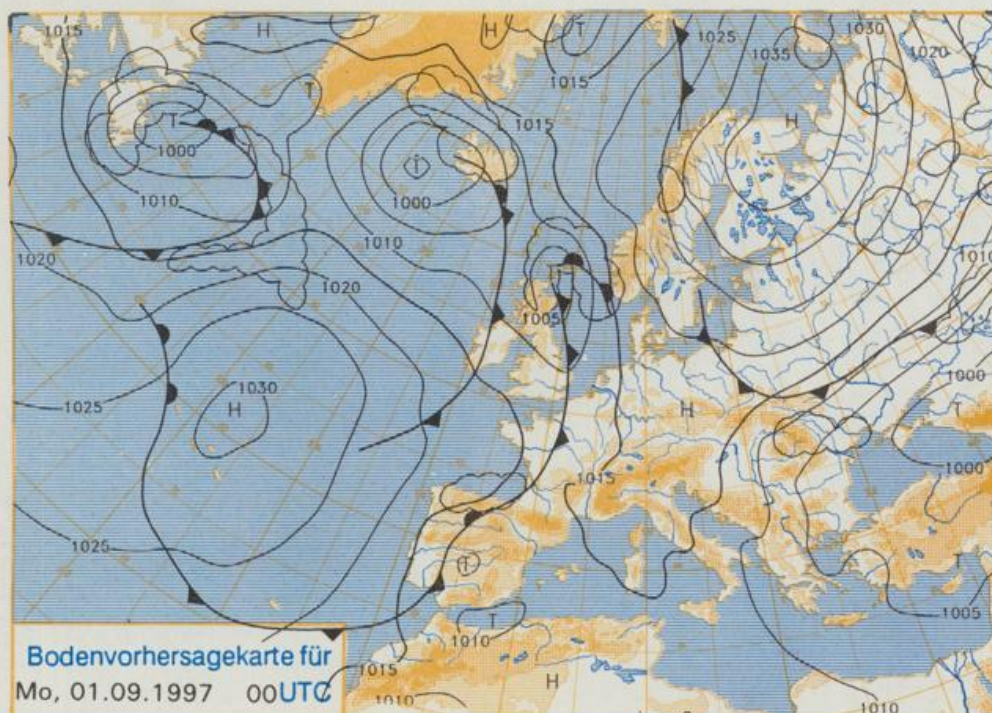 1015 H H T 1015 1025 1035 1030 1020
T T 1015 H
1000 T
1000
1010 1010
1020 1020 1010
1005
1030 1000
1025 H H T
1000
1015
1025 T T
1005
1010 T
Bodenvorhersagekarte für
Mo, 01.09.1997 00UTC
1015 H
1010 1010